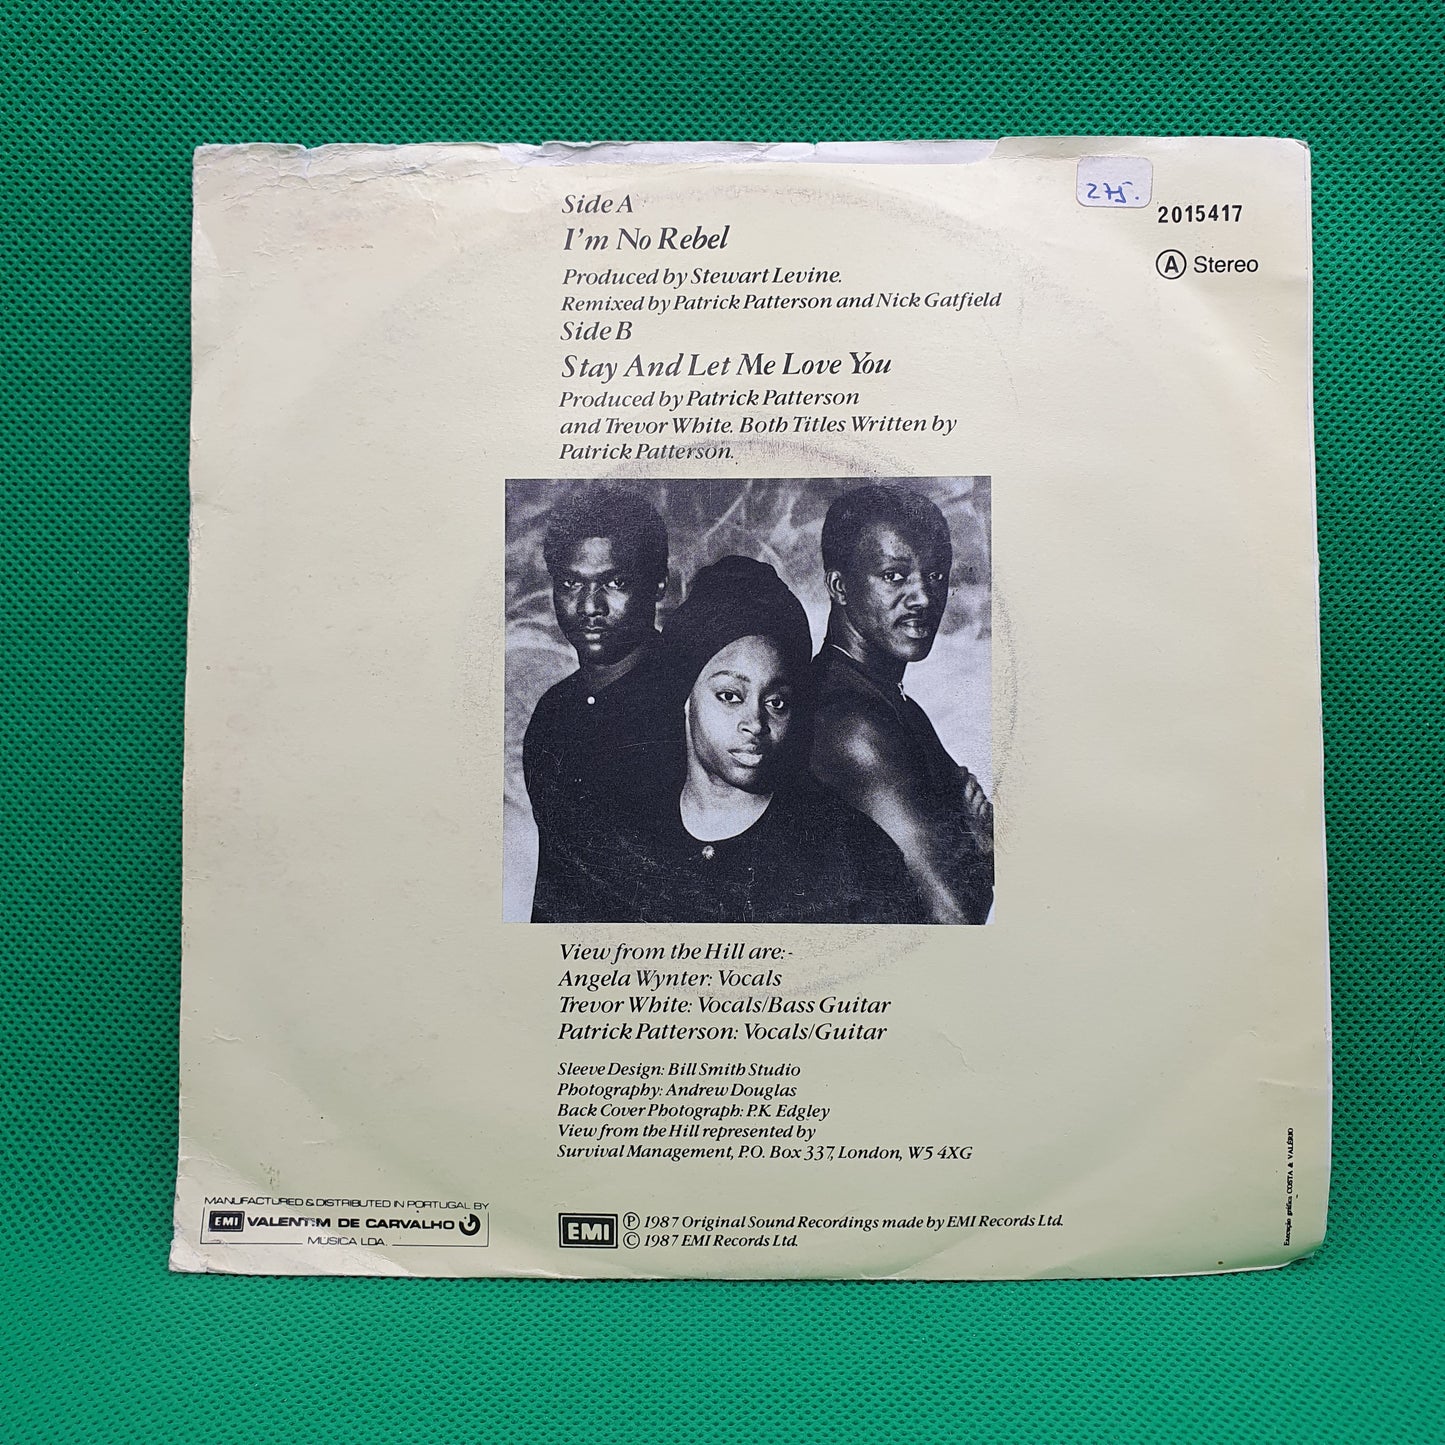 275.
2015417
A Stereo
Side A
I'm No Rebel
Produced by Stewart Levine.
Remixed by Patrick Patterson and Nick Gatfield
Side B
Stay And Let Me Love You
Produced by Patrick Patterson
and Trevor White. Both Titles Written by
Patrick Patterson.
View from the Hill are:-
Angela Wynter: Vocals
Trevor White: Vocals/Bass Guitar
Patrick Patterson: Vocals/Guitar
Sleeve Design: Bill Smith Studio
Photography: Andrew Douglas
Back Cover Photograph: P.K. Edgley
View from the Hill represented by
Survival Management, P.O. Box 337, London, W5 4XG
MANUFACTURED & DISTRIBUTED IN PORTUGAL BY
EMI VALENTIM DE CARVALHO
MÚSICA LDA.
EMI
Ⓟ 1987 Original Sound Recordings made by EMI Records Ltd.
© 1987 EMI Records Ltd.
Execução gráfica COSTA & VALÉRIO